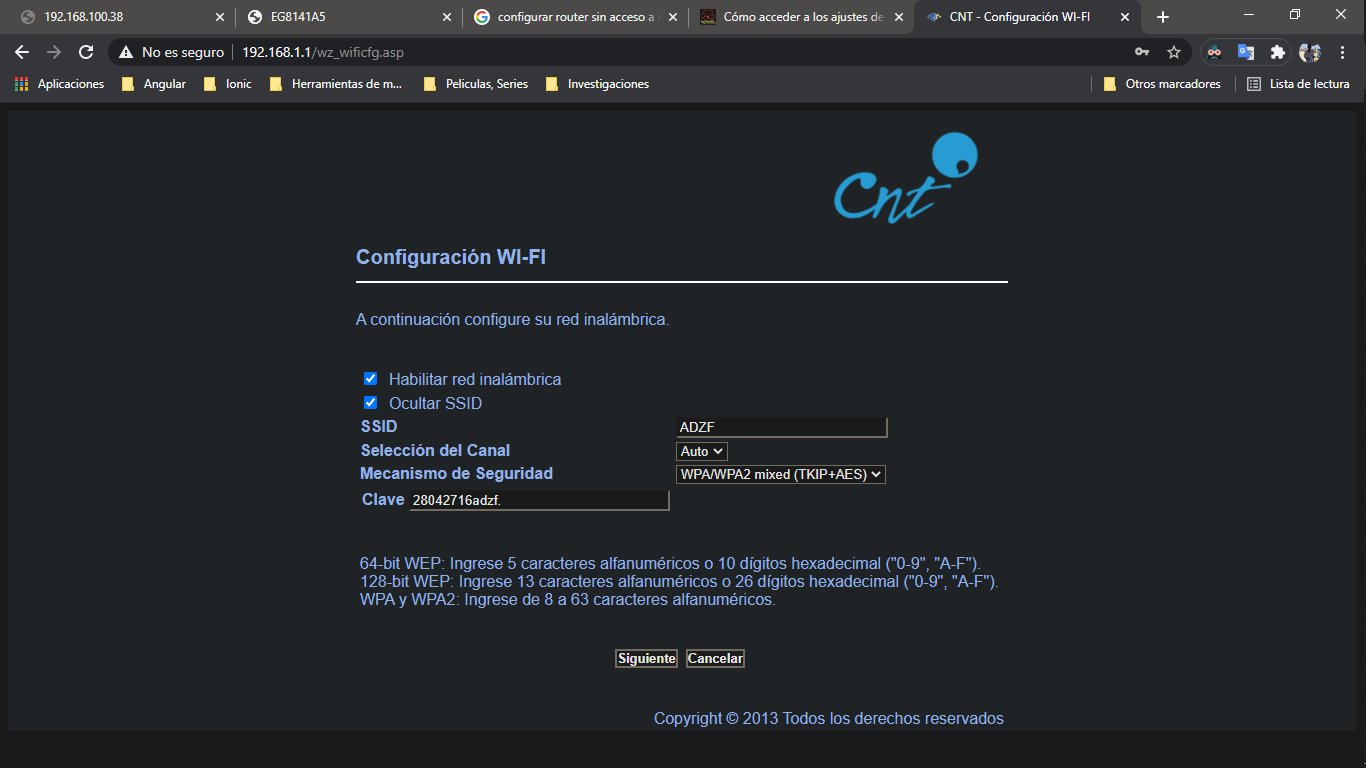 192.168.100.38
EG8141A5
configurar router sin acceso a
Cómo acceder a los ajustes de
CNT - Configuración WI-FI
No es seguro
192.168.1.1/wz_wificfg.asp
Aplicaciones
Angular
Ionic
Herramientas de m...
Peliculas, Series
Investigaciones
Otros marcadores
Lista de lectura
Cnt
Configuración WI-FI
A continuación configure su red inalámbrica.
Habilitar red inalámbrica
Ocultar SSID
SSID ADZF
Selección del Canal Auto
Mecanismo de Seguridad WPA/WPA2 mixed (TKIP+AES)
Clave 28042716adzf.
64-bit WEP: Ingrese 5 caracteres alfanuméricos o 10 dígitos hexadecimal ("0-9", "A-F").
128-bit WEP: Ingrese 13 caracteres alfanuméricos o 26 dígitos hexadecimal ("0-9", "A-F").
WPA y WPA2: Ingrese de 8 a 63 caracteres alfanuméricos.
Siguiente Cancelar
Copyright © 2013 Todos los derechos reservados